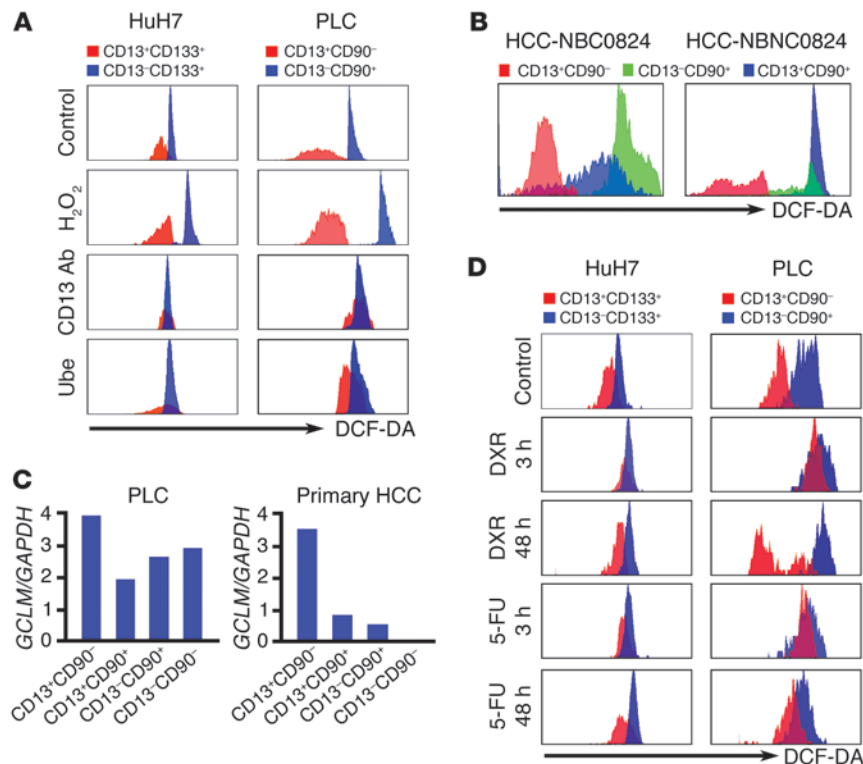 A
HuH7
PLC
CD13⁺CD133⁺
CD13⁻CD133⁺
CD13⁺CD90⁻
CD13⁻CD90⁺
Control
H₂O₂
CD13 Ab
Ube
DCF-DA
B
HCC-NBC0824
HCC-NBNC0824
CD13⁺CD90⁻
CD13⁻CD90⁺
CD13⁺CD90⁺
DCF-DA
C
PLC
GCLM/GAPDH
4
3
2
1
0
CD13⁺CD90⁻
CD13⁺CD90⁺
CD13⁻CD90⁺
CD13⁻CD90⁻
Primary HCC
GCLM/GAPDH
4
3
2
1
0
CD13⁺CD90⁻
CD13⁺CD90⁺
CD13⁻CD90⁺
CD13⁻CD90⁻
D
HuH7
PLC
CD13⁺CD133⁺
CD13⁻CD133⁺
CD13⁺CD90⁻
CD13⁻CD90⁺
Control
DXR
3 h
DXR
48 h
5-FU
3 h
5-FU
48 h
DCF-DA